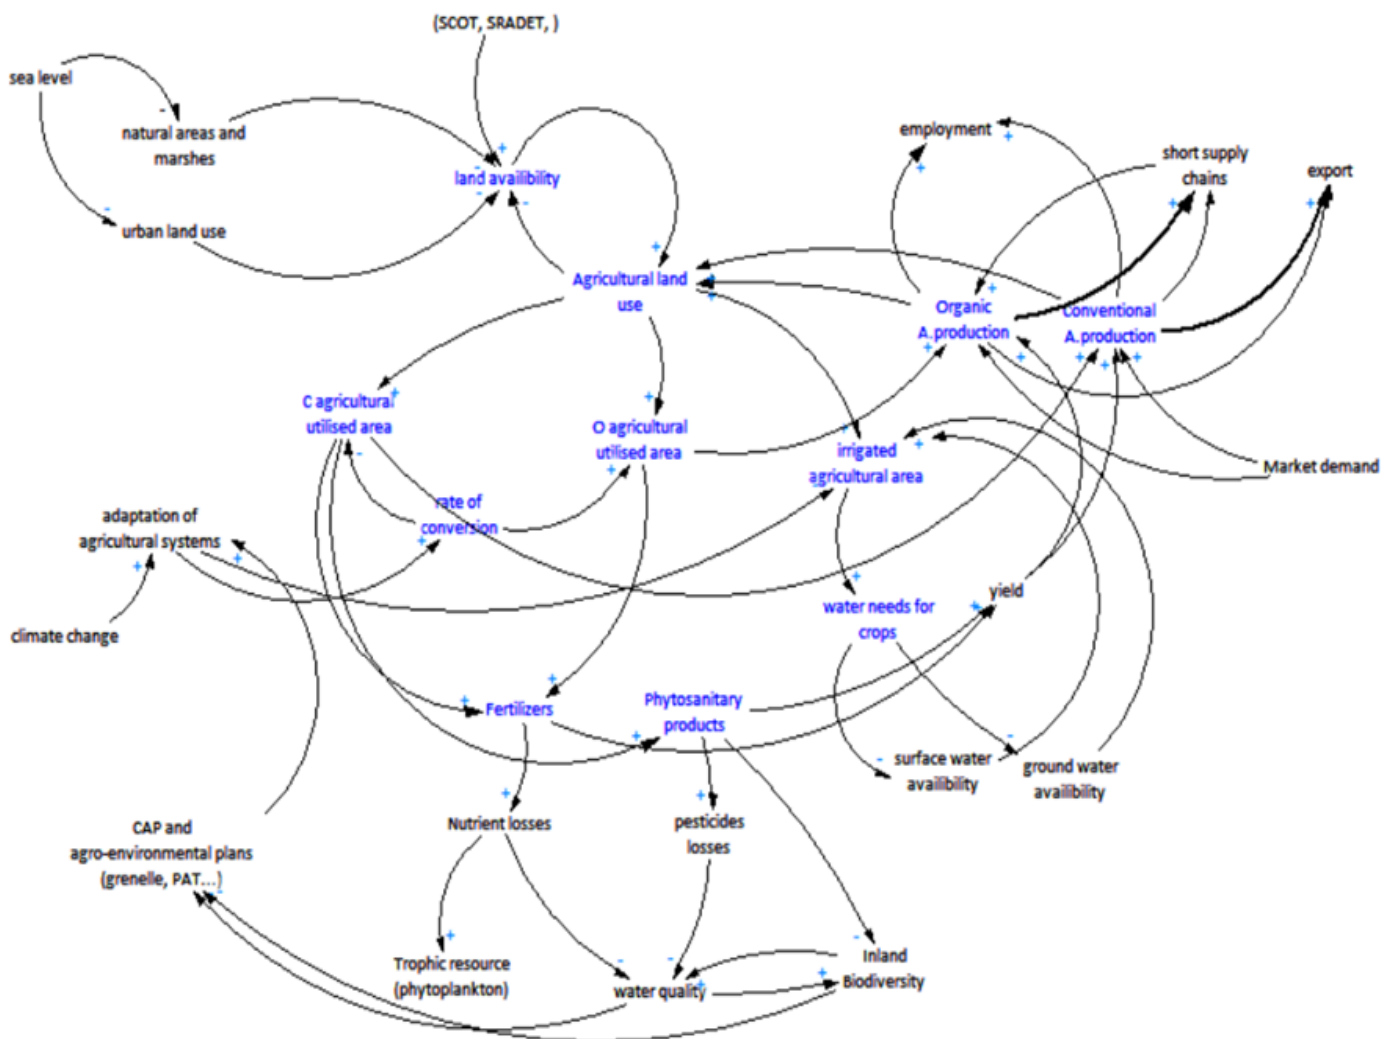 (SCOT, SRADET, )
sea level
natural areas and
marshes
land availibility
urban land use
employment
short supply
chains
export
Agricultural land
use
Organic
A.production
Conventional
A.production
C agricultural
utilised area
O agricultural
utilised area
irrigated
agricultural area
Market demand
rate of
conversion
adaptation of
agricultural systems
climate change
water needs for
crops
yield
Fertilizers
Phytosanitary
products
surface water
availibility
ground water
availibility
Nutrient losses
pesticides
losses
CAP and
agro-environmental plans
(grenelle, PAT...)
Trophic resource
(phytoplankton)
water quality
Inland
Biodiversity